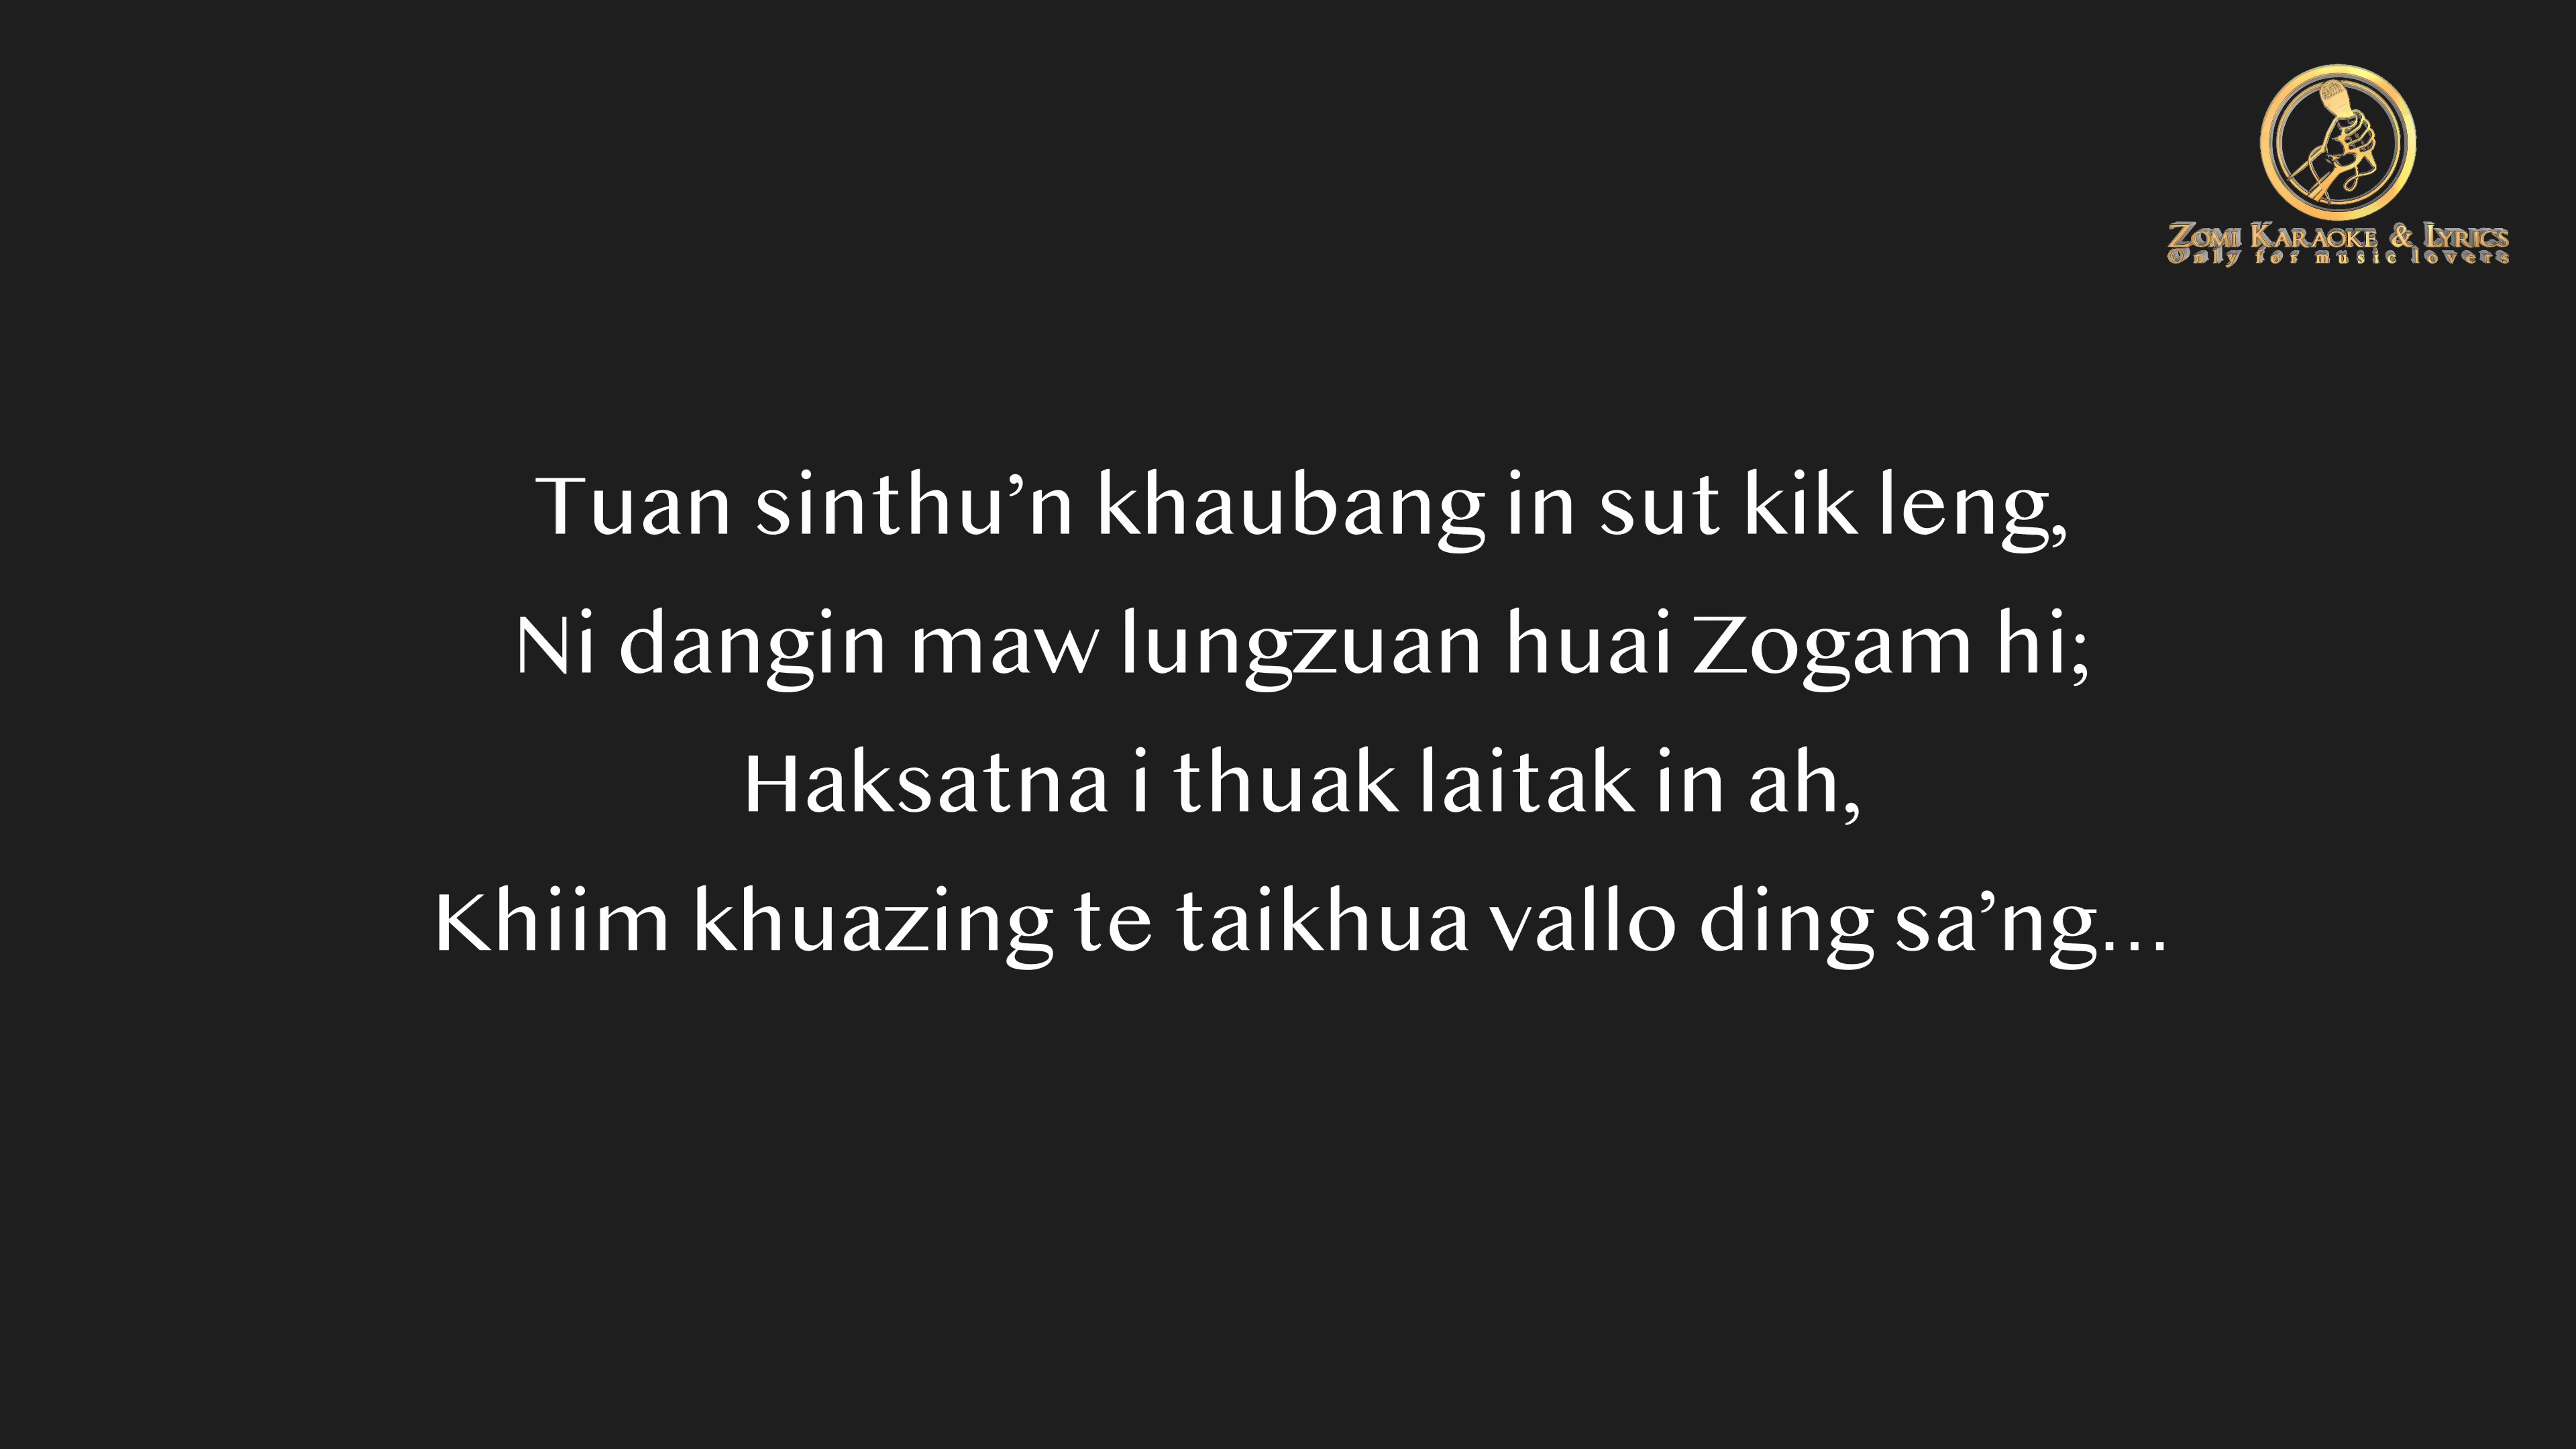 Zomi Karaoke & Lyrics
Only for music lovers
Tuan sinthu’n khaubang in sut kik leng,
Ni dangin maw lungzuan huai Zogam hi;
Haksatna i thuak laitak in ah,
Khiim khuazing te taikhua vallo ding sa’ng...